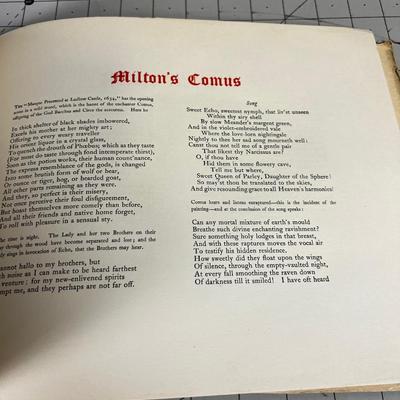 Milton's Comus
The "Masque Presented at Ludlow Castle, 1634," has the opening
scene in a wild wood, which is the haunt of the enchanter Comus,
offspring of the God Bacchus and Circe the sorceress. Here he
In thick shelter of black shades imbowered,
Excels his mother at her mighty art;
Offering to every weary traveller
His orient liquor in a crystal glass,
To quench the drouth of Phœbus; which as they taste
(For most do taste through fond intemperate thirst),
Soon as the potion works, their human count'nance,
The express resemblance of the gods, is changed
Into some brutish form of wolf or bear,
Or ounce or tiger, hog, or bearded goat,
All other parts remaining as they were.
And they, so perfect is their misery,
Not once perceive their foul disfigurement,
But boast themselves more comely than before,
And all their friends and native home forget,
To roll with pleasure in a sensual sty.
time is night. The Lady and her two Brothers on their
through the wood have become separated and lost; and the
sings in invocation of Echo, that the Brothers may hear.
cannot hallo to my brothers, but
noise as I can make to be heard farthest
venture: for my new-enlivened spirits
me, and they perhaps are not far off.
Song
Sweet Echo, sweetest nymph, that liv'st unseen
Within thy airy shell
By slow Meander's margent green,
And in the violet-embroidered vale
Where the love-lorn nightingale
Nightly to thee her sad song mourneth well:
Canst thou not tell me of a gentle pair
That likest thy Narcissus are?
O, if thou have
Hid them in some flowery cave,
Tell me but where,
Sweet Queen of Parley, Daughter of the Sphere!
So may'st thou be translated to the skies,
And give resounding grace to all Heaven's harmonies!
Comus hears and listens enraptured—this is the incident of the
painting—and at the conclusion of the song speaks:
Can any mortal mixture of earth's mould
Breathe such divine enchanting ravishment?
Sure something holy lodges in that breast,
And with these raptures moves the vocal air
To testify his hidden residence.
How sweetly did they float upon the wings
Of silence, through the empty-vaulted night,
At every fall smoothing the raven down
Of darkness till it smiled! I have oft heard